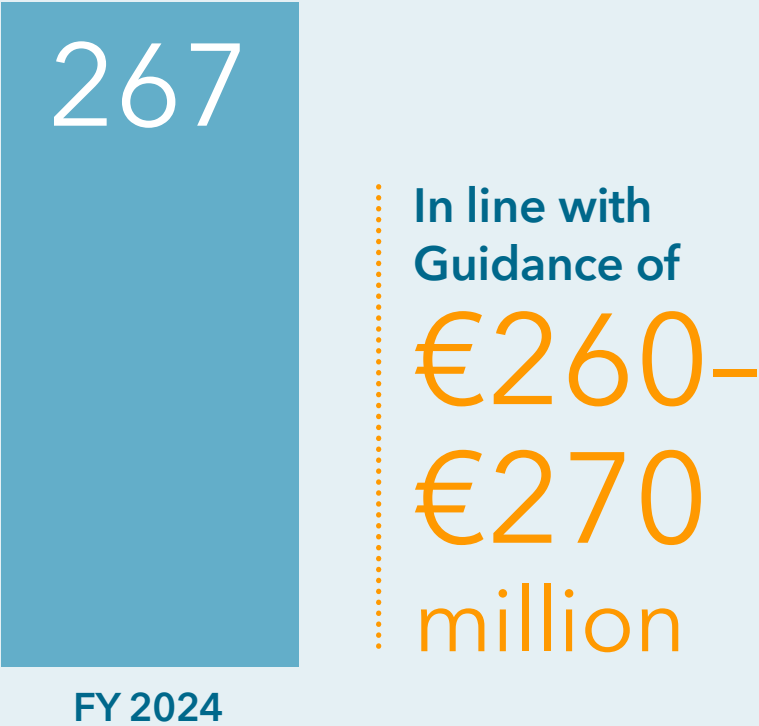 267
In line with
Guidance of
€260–
€270
million
FY 2024